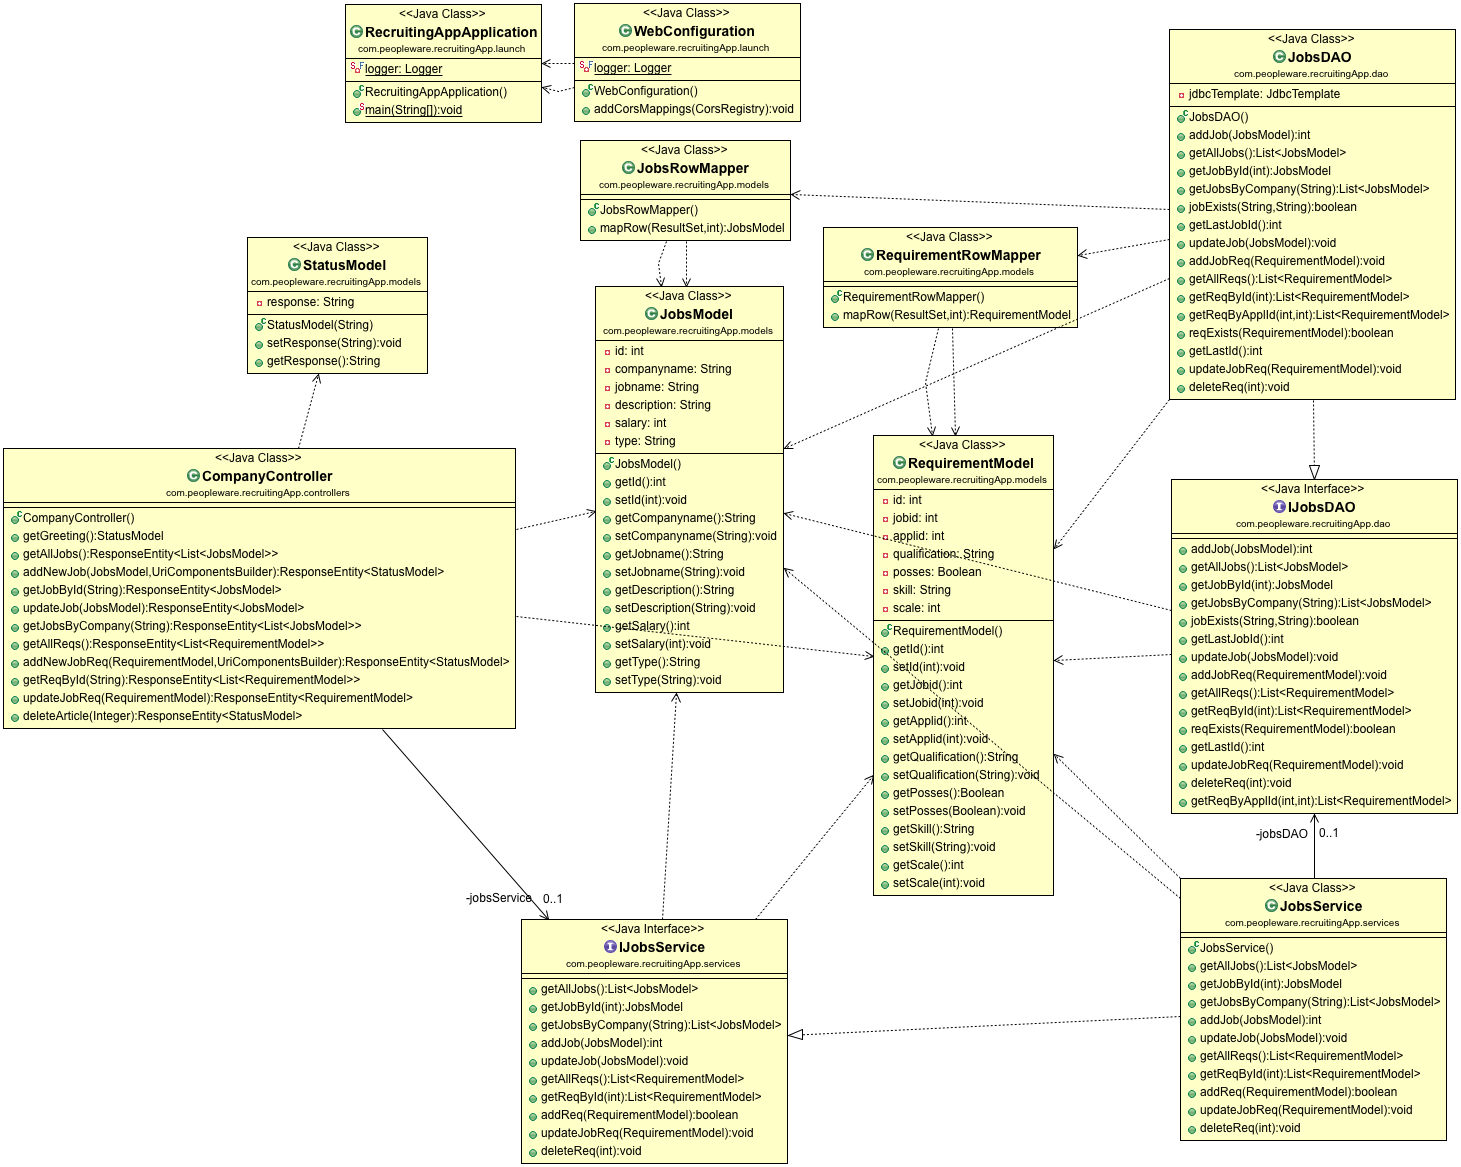 <<Java Class>>
RecruitingAppApplication
com.peopleware.recruitingApp.launch
logger: Logger
RecruitingAppApplication()
main(String[]):void
<<Java Class>>
WebConfiguration
com.peopleware.recruitingApp.launch
logger: Logger
WebConfiguration()
addCorsMappings(CorsRegistry):void
<<Java Class>>
JobsDAO
com.peopleware.recruitingApp.dao
jdbcTemplate: JdbcTemplate
JobsDAO()
addJob(JobsModel):int
getAllJobs():List<JobsModel>
getJobById(int):JobsModel
getJobsByCompany(String):List<JobsModel>
jobExists(String,String):boolean
getLastJobId():int
updateJob(JobsModel):void
addJobReq(RequirementModel):void
getAllReqs():List<RequirementModel>
getReqById(int):List<RequirementModel>
getReqByApplId(int,int):List<RequirementModel>
reqExists(RequirementModel):boolean
getLastId():int
updateJobReq(RequirementModel):void
deleteReq(int):void
<<Java Class>>
JobsRowMapper
com.peopleware.recruitingApp.models
JobsRowMapper()
mapRow(ResultSet,int):JobsModel
<<Java Class>>
RequirementRowMapper
com.peopleware.recruitingApp.models
RequirementRowMapper()
mapRow(ResultSet,int):RequirementModel
<<Java Class>>
StatusModel
com.peopleware.recruitingApp.models
response: String
StatusModel(String)
setResponse(String):void
getResponse():String
<<Java Class>>
JobsModel
com.peopleware.recruitingApp.models
id: int
companyname: String
jobname: String
description: String
salary: int
type: String
JobsModel()
getId():int
setId(int):void
getCompanyname():String
setCompanyname(String):void
getJobname():String
setJobname(String):void
getDescription():String
setDescription(String):void
getSalary():int
setSalary(int):void
getType():String
setType(String):void
<<Java Class>>
RequirementModel
com.peopleware.recruitingApp.models
id: int
jobid: int
applid: int
qualification: String
posses: Boolean
skill: String
scale: int
RequirementModel()
getId():int
setId(int):void
getJobid():int
setJobid(int):void
getApplid():int
setApplid(int):void
getQualification():String
setQualification(String):void
getPosses():Boolean
setPosses(Boolean):void
getSkill():String
setSkill(String):void
getScale():int
setScale(int):void
<<Java Class>>
CompanyController
com.peopleware.recruitingApp.controllers
CompanyController()
getGreeting():StatusModel
getAllJobs():ResponseEntity<List<JobsModel>>
addNewJob(JobsModel,UriComponentsBuilder):ResponseEntity<StatusModel>
getJobById(String):ResponseEntity<JobsModel>
updateJob(JobsModel):ResponseEntity<JobsModel>
getJobsByCompany(String):ResponseEntity<List<JobsModel>>
getAllReqs():ResponseEntity<List<RequirementModel>>
addNewJobReq(RequirementModel,UriComponentsBuilder):ResponseEntity<StatusModel>
getReqById(String):ResponseEntity<List<RequirementModel>>
updateJobReq(RequirementModel):ResponseEntity<RequirementModel>
deleteArticle(Integer):ResponseEntity<StatusModel>
<<Java Interface>>
IJobsDAO
com.peopleware.recruitingApp.dao
addJob(JobsModel):int
getAllJobs():List<JobsModel>
getJobById(int):JobsModel
getJobsByCompany(String):List<JobsModel>
jobExists(String,String):boolean
getLastJobId():int
updateJob(JobsModel):void
addJobReq(RequirementModel):void
getAllReqs():List<RequirementModel>
getReqById(int):List<RequirementModel>
reqExists(RequirementModel):boolean
getLastId():int
updateJobReq(RequirementModel):void
deleteReq(int):void
getReqByApplId(int,int):List<RequirementModel>
-jobsDAO 0..1
-jobsService 0..1
<<Java Interface>>
IJobsService
com.peopleware.recruitingApp.services
getAllJobs():List<JobsModel>
getJobById(int):JobsModel
getJobsByCompany(String):List<JobsModel>
addJob(JobsModel):int
updateJob(JobsModel):void
getAllReqs():List<RequirementModel>
getReqById(int):List<RequirementModel>
addReq(RequirementModel):boolean
updateJobReq(RequirementModel):void
deleteReq(int):void
<<Java Class>>
JobsService
com.peopleware.recruitingApp.services
JobsService()
getAllJobs():List<JobsModel>
getJobById(int):JobsModel
getJobsByCompany(String):List<JobsModel>
addJob(JobsModel):int
updateJob(JobsModel):void
getAllReqs():List<RequirementModel>
getReqById(int):List<RequirementModel>
addReq(RequirementModel):boolean
updateJobReq(RequirementModel):void
deleteReq(int):void